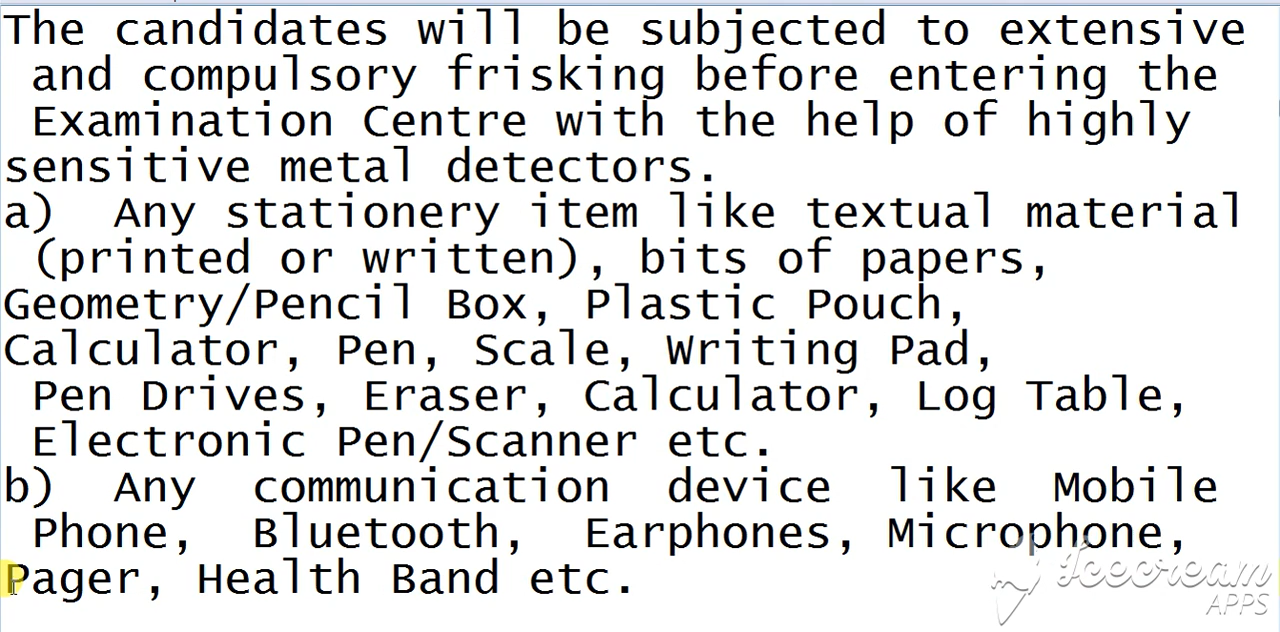 The candidates will be subjected to extensive
and compulsory frisking before entering the
Examination Centre with the help of highly
sensitive metal detectors.
a) Any stationery item like textual material
(printed or written), bits of papers,
Geometry/Pencil Box, Plastic Pouch,
Calculator, Pen, Scale, Writing Pad,
Pen Drives, Eraser, Calculator, Log Table,
Electronic Pen/Scanner etc.
b) Any communication device like Mobile
Phone, Bluetooth, Earphones, Microphone,
Pager, Health Band etc.
Icecream
APPS